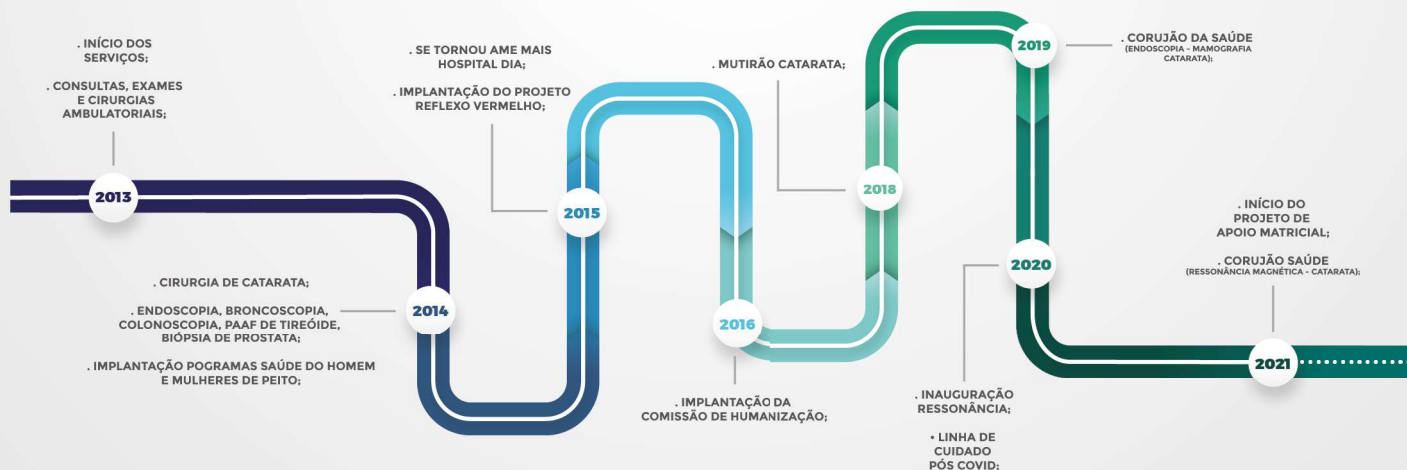 . INÍCIO DOS
SERVIÇOS;
. CONSULTAS, EXAMES
E CIRURGIAS
AMBULATORIAIS;
2013
. CIRURGIA DE CATARATA;
. ENDOSCOPIA, BRONCOSCOPIA,
COLONOSCOPIA, PAAF DE TIREÓIDE,
BIÓPSIA DE PROSTATA;
. IMPLANTAÇÃO POGRAMAS SAÚDE DO HOMEM
E MULHERES DE PEITO;
2014
. SE TORNOU AME MAIS
HOSPITAL DIA;
. IMPLANTAÇÃO DO PROJETO
REFLEXO VERMELHO;
2015
2016
. IMPLANTAÇÃO DA
COMISSÃO DE HUMANIZAÇÃO;
. MUTIRÃO CATARATA;
2018
2019
. CORUJÃO DA SAÚDE
(ENDOSCOPIA - MAMOGRAFIA
CATARATA);
2020
. INAUGURAÇÃO
RESSONÂNCIA;
• LINHA DE
CUIDADO
PÓS COVID;
. INÍCIO DO
PROJETO DE
APOIO MATRICIAL;
. CORUJÃO SAÚDE
(RESSONÂNCIA MAGNÉTICA - CATARATA);
2021